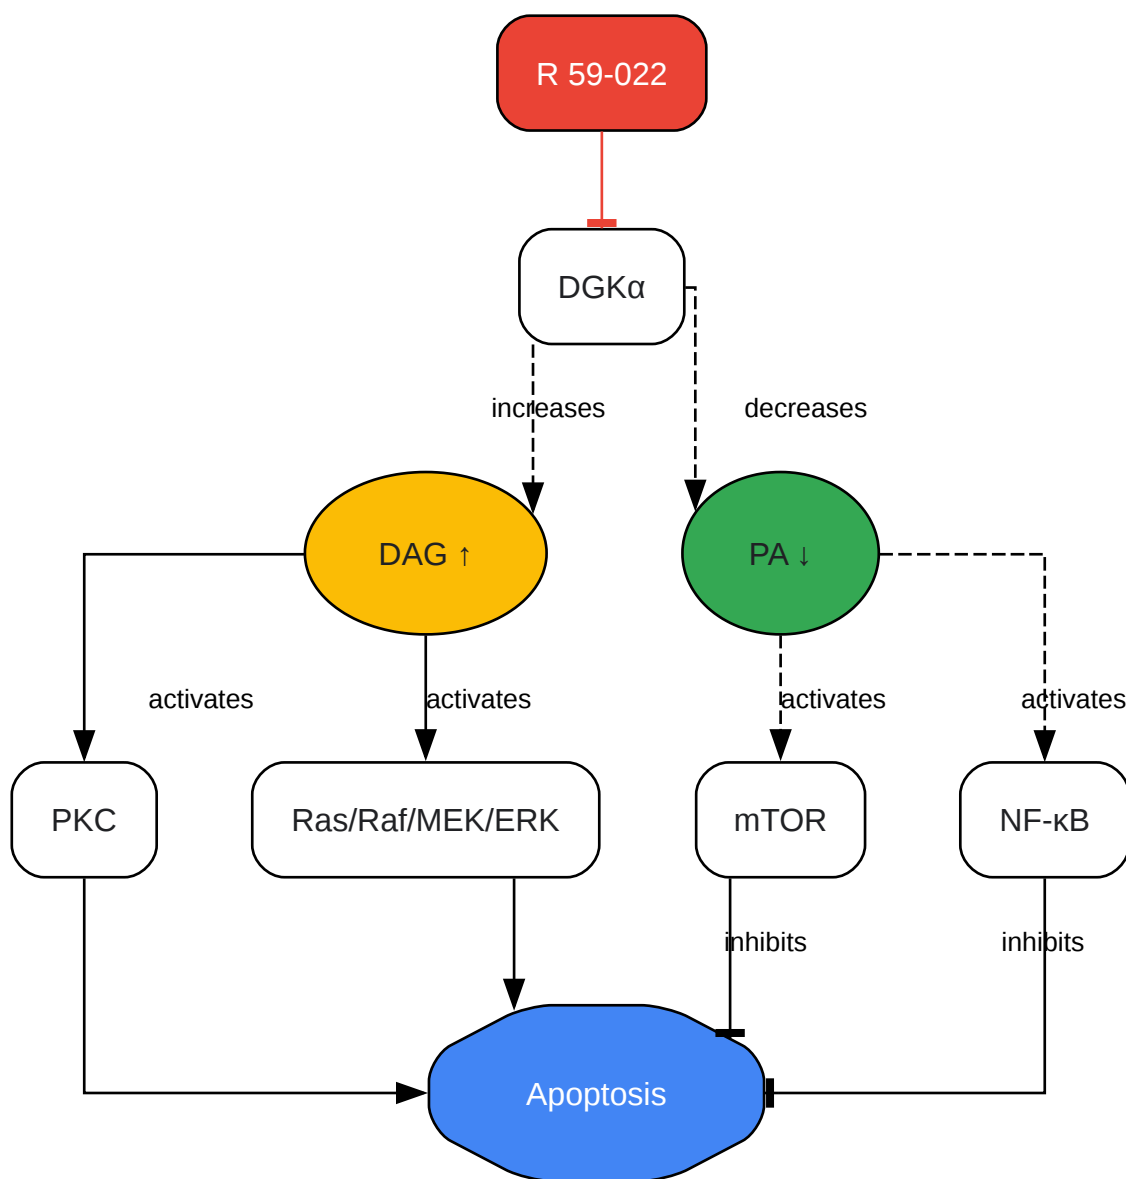 R 59-022
DGKα
increases
decreases
DAG ↑
PA ↓
activates
activates
activates
activates
PKC
Ras/Raf/MEK/ERK
mTOR
NF-κB
inhibits
inhibits
Apoptosis